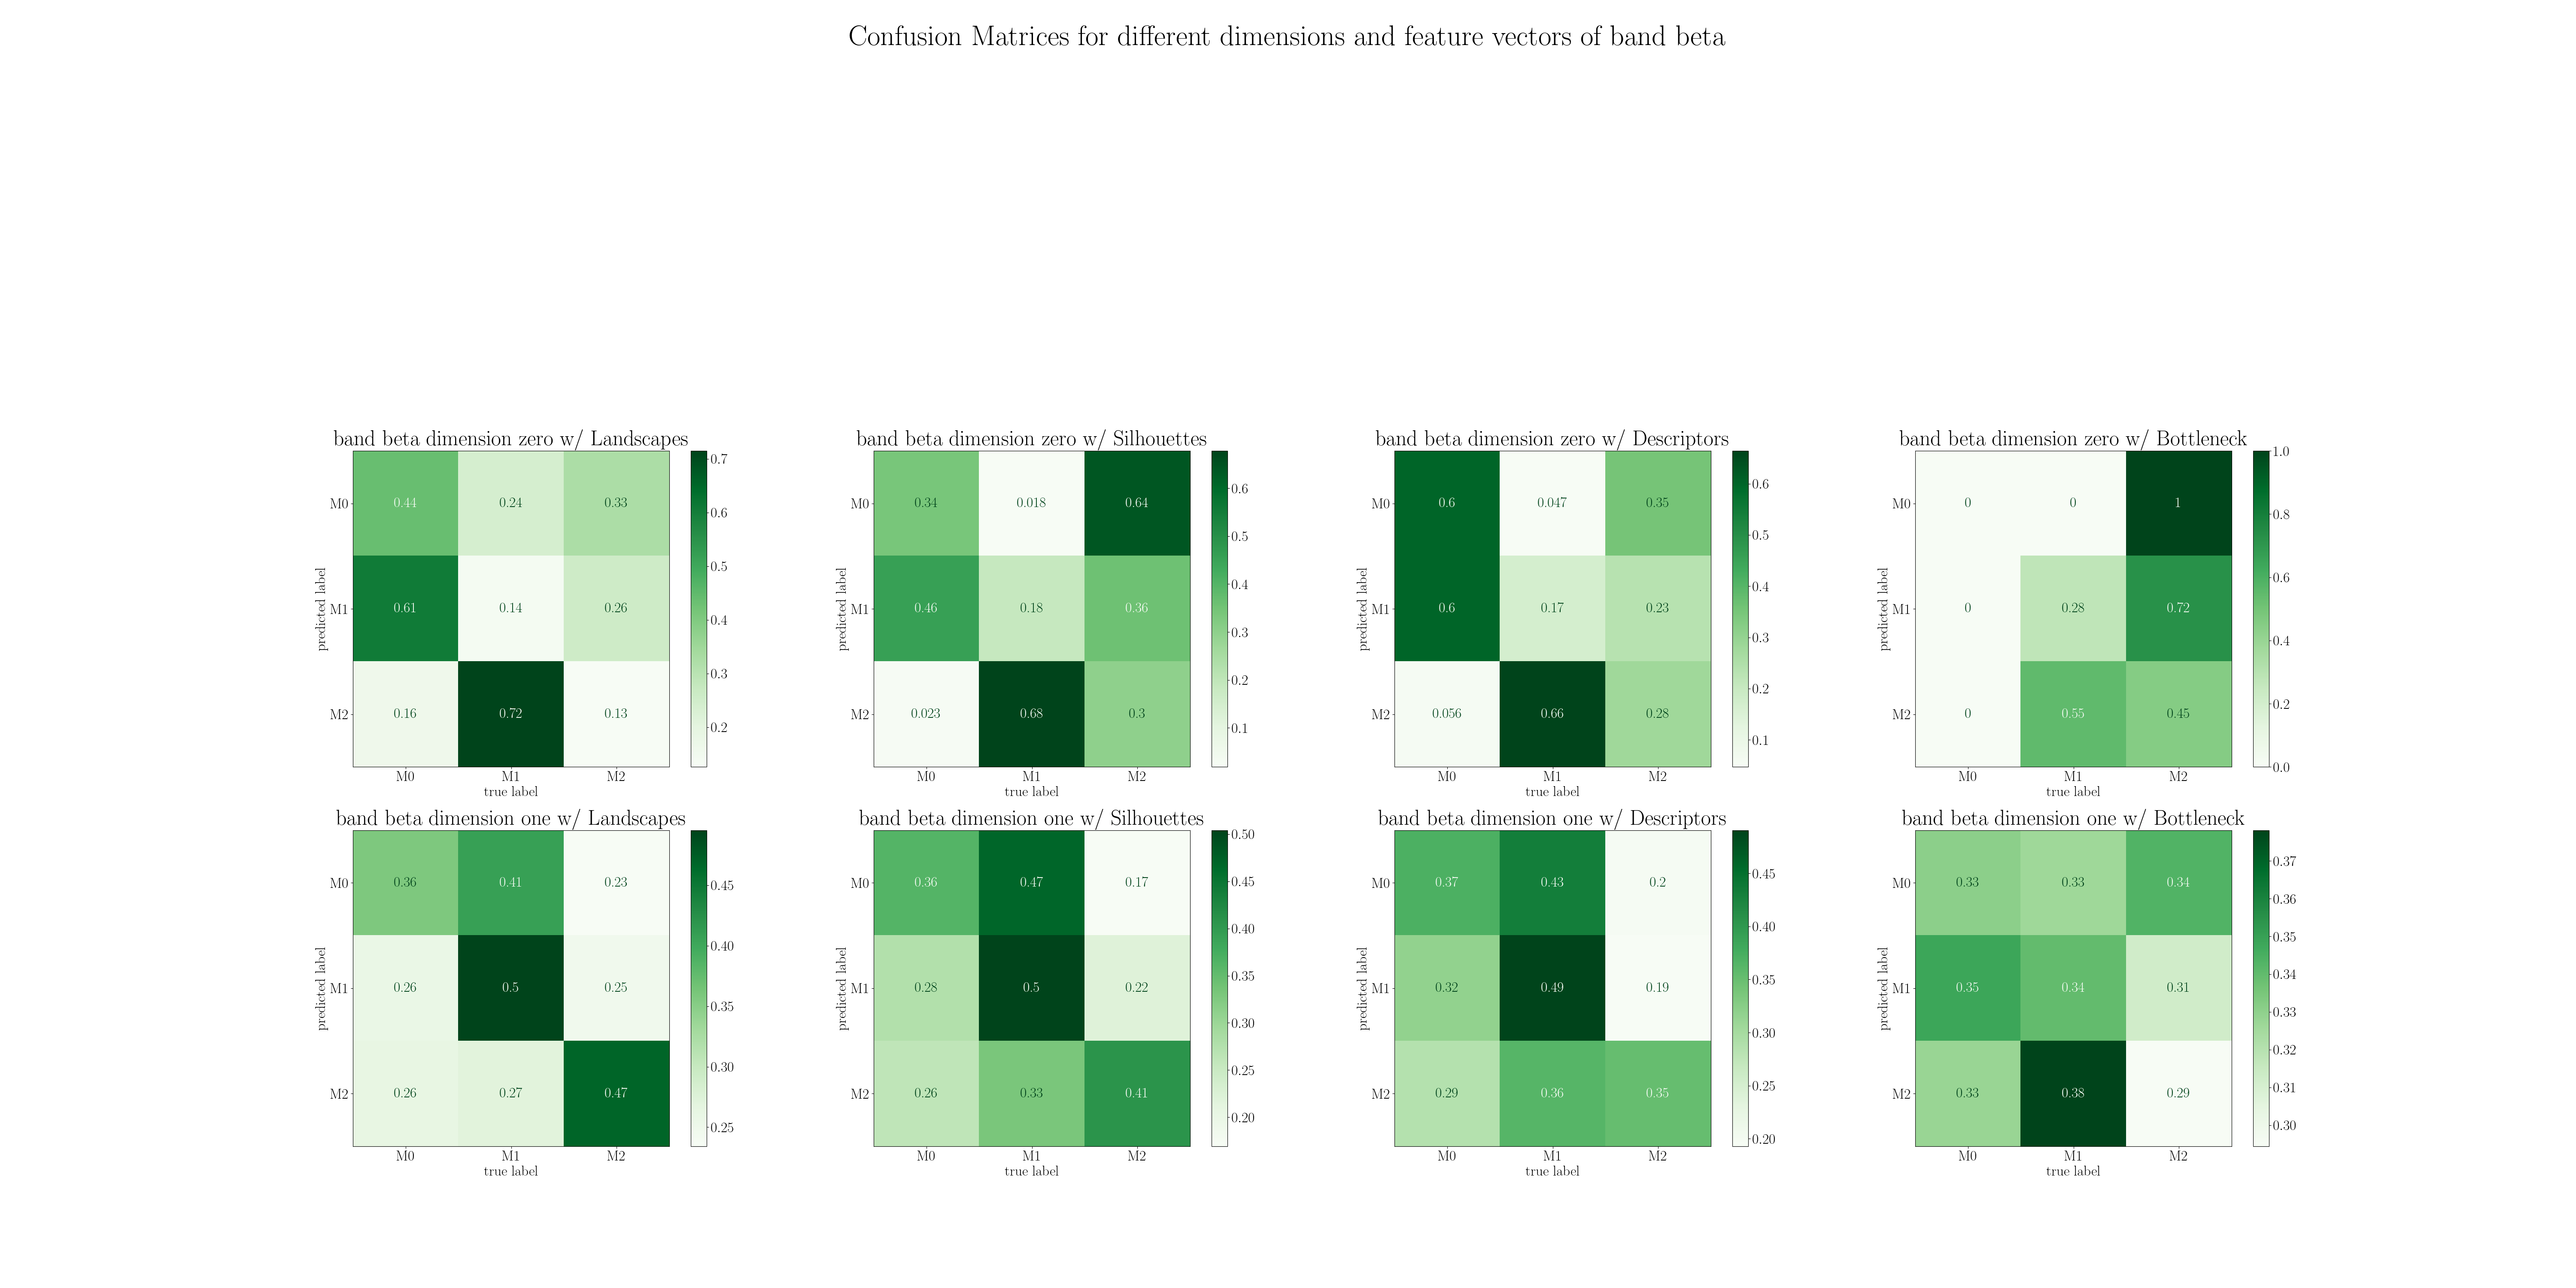 Confusion Matrices for different dimensions and feature vectors of band beta
band beta dimension zero w/ Landscapes
M0 0.44 0.24 0.33
M1 0.61 0.14 0.26
M2 0.16 0.72 0.13
M0 M1 M2
true label
predicted label
0.7
0.6
0.5
0.4
0.3
0.2
band beta dimension zero w/ Silhouettes
M0 0.34 0.018 0.64
M1 0.46 0.18 0.36
M2 0.023 0.68 0.3
M0 M1 M2
true label
predicted label
0.6
0.5
0.4
0.3
0.2
0.1
band beta dimension zero w/ Descriptors
M0 0.6 0.047 0.35
M1 0.6 0.17 0.23
M2 0.056 0.66 0.28
M0 M1 M2
true label
predicted label
0.6
0.5
0.4
0.3
0.2
0.1
band beta dimension zero w/ Bottleneck
M0 0 0 1
M1 0 0.28 0.72
M2 0 0.55 0.45
M0 M1 M2
true label
predicted label
1.0
0.8
0.6
0.4
0.2
0.0
band beta dimension one w/ Landscapes
M0 0.36 0.41 0.23
M1 0.26 0.5 0.25
M2 0.26 0.27 0.47
M0 M1 M2
true label
predicted label
0.45
0.40
0.35
0.30
0.25
band beta dimension one w/ Silhouettes
M0 0.36 0.47 0.17
M1 0.28 0.5 0.22
M2 0.26 0.33 0.41
M0 M1 M2
true label
predicted label
0.50
0.45
0.40
0.35
0.30
0.25
0.20
band beta dimension one w/ Descriptors
M0 0.37 0.43 0.2
M1 0.32 0.49 0.19
M2 0.29 0.36 0.35
M0 M1 M2
true label
predicted label
0.45
0.40
0.35
0.30
0.25
0.20
band beta dimension one w/ Bottleneck
M0 0.33 0.33 0.34
M1 0.35 0.34 0.31
M2 0.33 0.38 0.29
M0 M1 M2
true label
predicted label
0.37
0.36
0.35
0.34
0.33
0.32
0.31
0.30